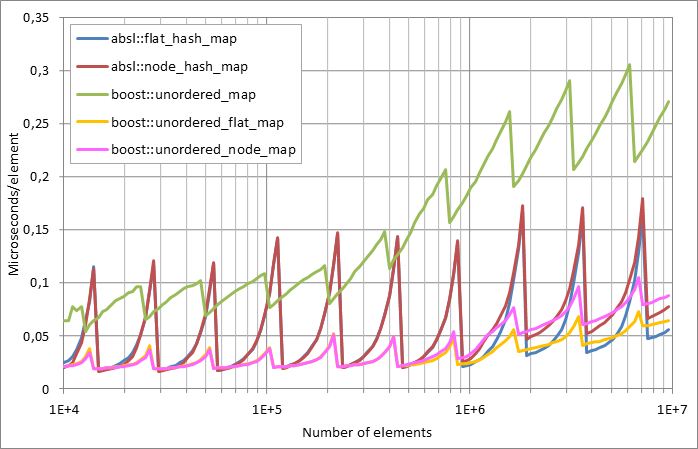 0,35
0,3
0,25
0,2
0,15
0,1
0,05
0
Microseconds/element
absl::flat_hash_map
absl::node_hash_map
boost::unordered_map
boost::unordered_flat_map
boost::unordered_node_map
1E+4 1E+5 1E+6 1E+7
Number of elements